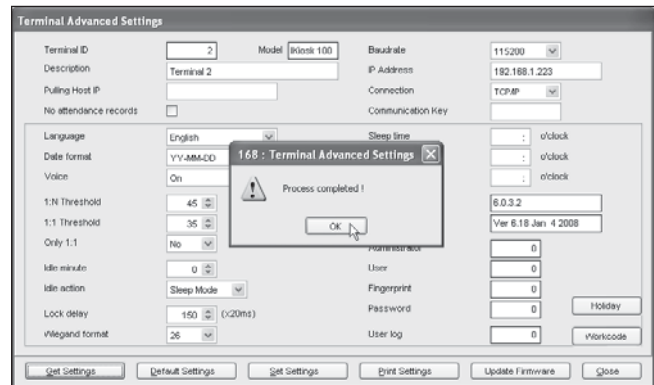 Terminal Advanced Settings
Terminal ID 2 Model iKiosk 100 Baudrate 115200
Description Terminal 2 IP Address 192.168.1.223
Pulling Host IP Connection TCP/IP
No attendance records Communication Key
Language English Sleep time : o'clock
Date format YY-MM-DD : o'clock
Voice On : o'clock
168 : Terminal Advanced Settings
Process completed !
OK
1:N Threshold 45 6.0.3.2
1:1 Threshold 35 Ver 6.18 Jan 4 2008
Only 1:1 No Administrator 0
Idle minute 0 User 0
Idle action Sleep Mode Fingerprint 0
Lock delay 150 (x20ms) Password 0 Holiday
Wiegand format 26 User log 0 Workcode
Get Settings Default Settings Set Settings Print Settings Update Firmware Close